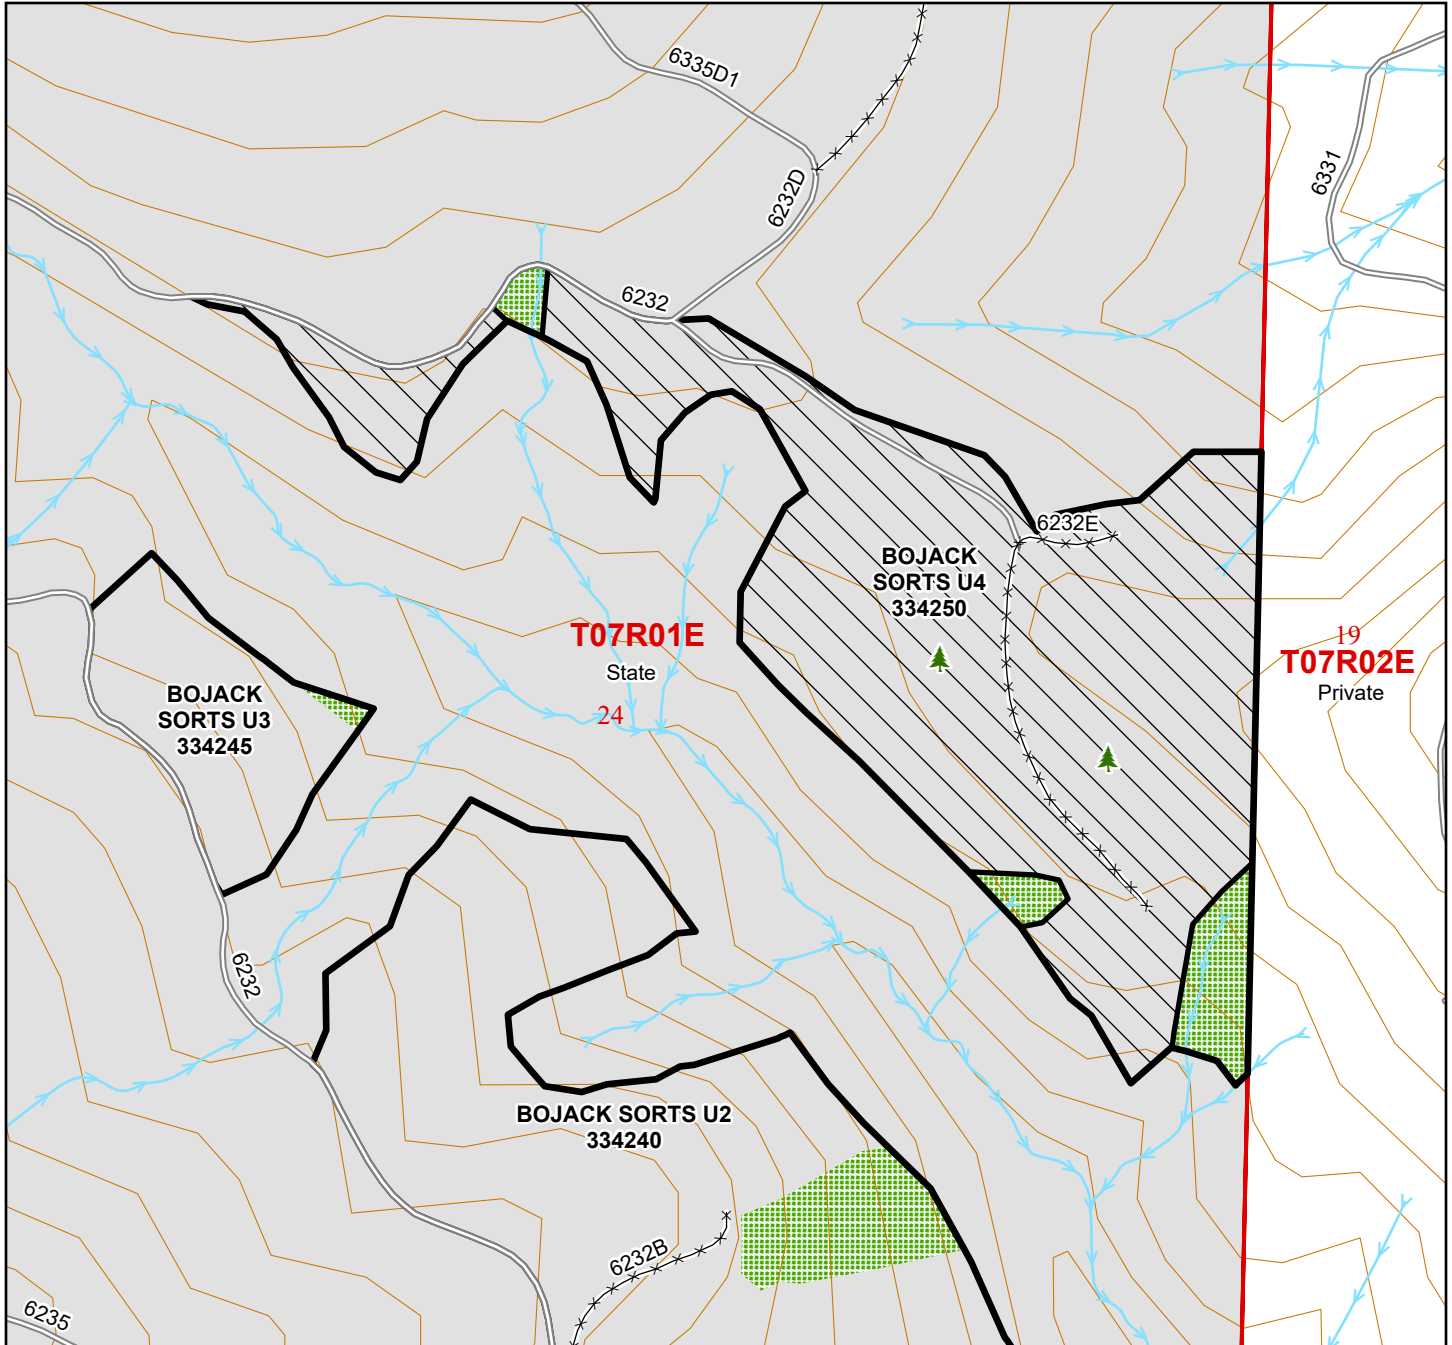 6335D1
6232D
6331
6232
6232E
BOJACK
SORTS U4
334250
T07R01E
State
24
19
T07R02E
Private
BOJACK
SORTS U3
334245
6232
BOJACK SORTS U2
334240
6232B
6235